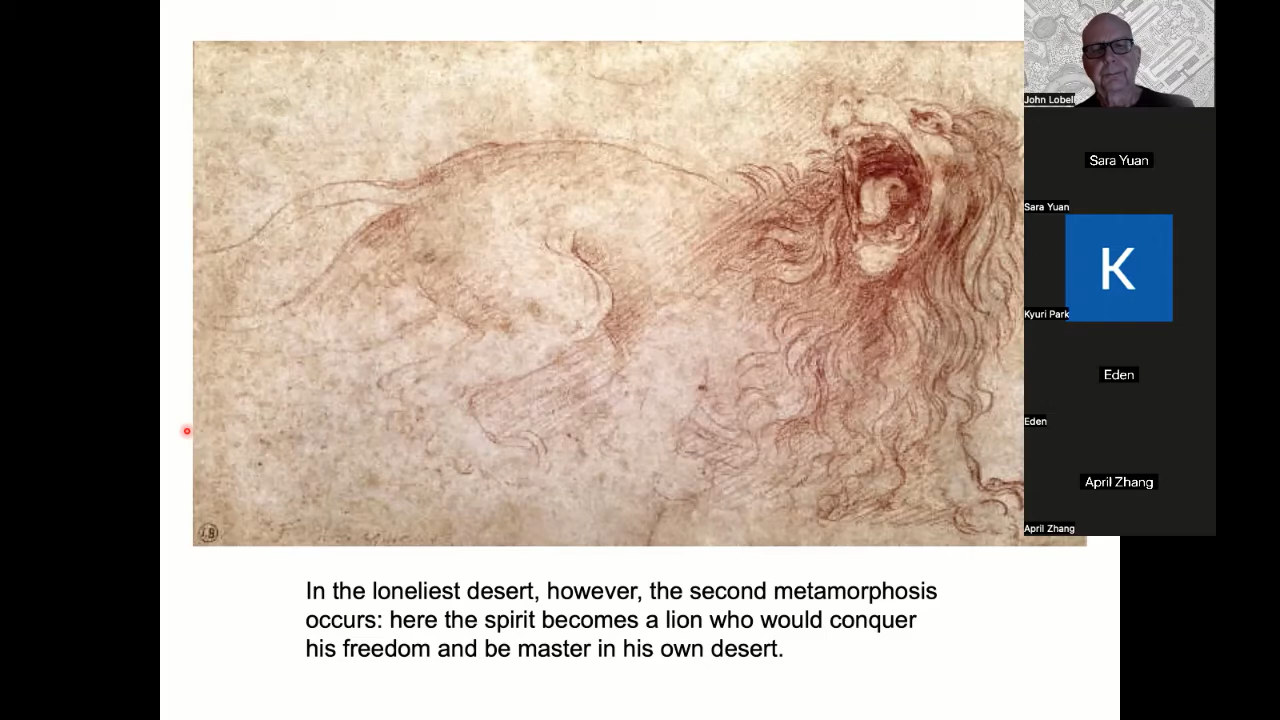 John Lobell
Sara Yuan
Sara Yuan
K
Kyuri Park
Eden
Eden
April Zhang
April Zhang
In the loneliest desert, however, the second metamorphosis
occurs: here the spirit becomes a lion who would conquer
his freedom and be master in his own desert.